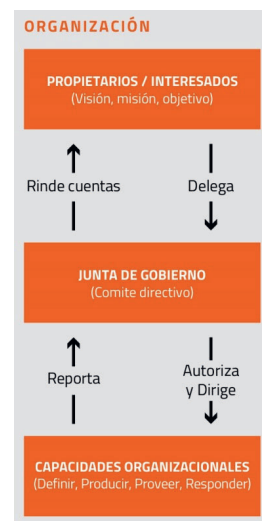 ORGANIZACIÓN
PROPIETARIOS / INTERESADOS
(Visión, misión, objetivo)
Rinde cuentas
Delega
JUNTA DE GOBIERNO
(Comite directivo)
Reporta
Autoriza
y Dirige
CAPACIDADES ORGANIZACIONALES
(Definir, Producir, Proveer, Responder)